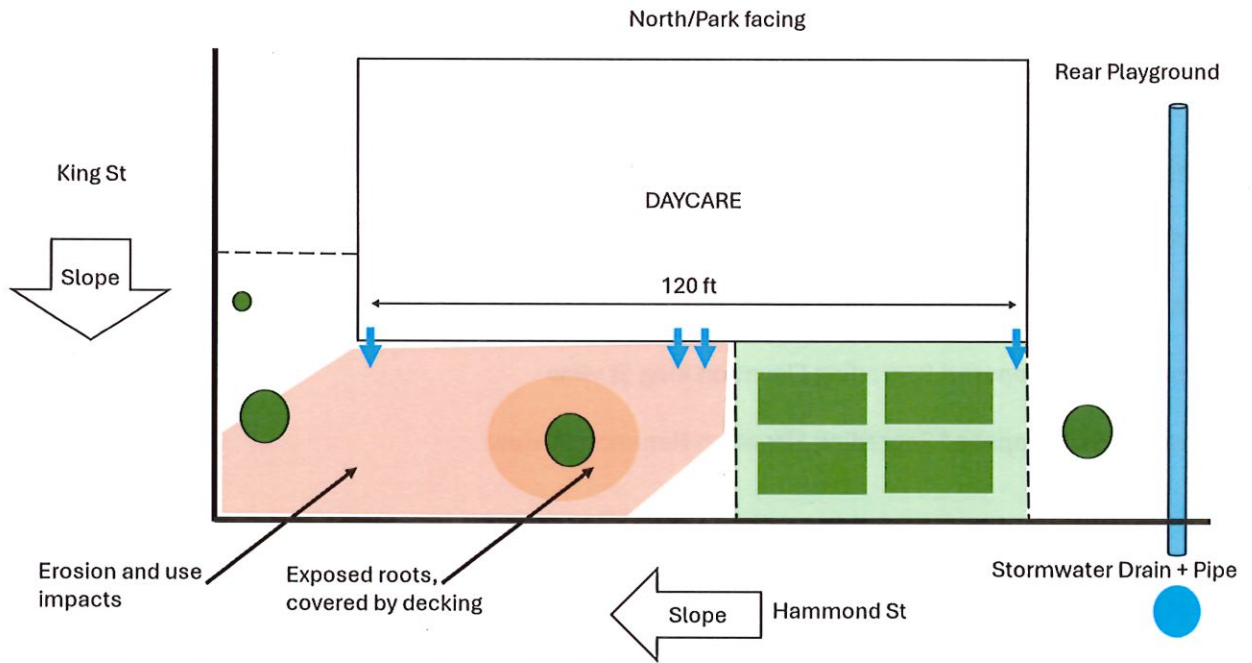 North/Park facing
Rear Playground
King St
DAYCARE
Slope
120 ft
Erosion and use
impacts
Exposed roots,
covered by decking
Stormwater Drain + Pipe
Slope
Hammond St